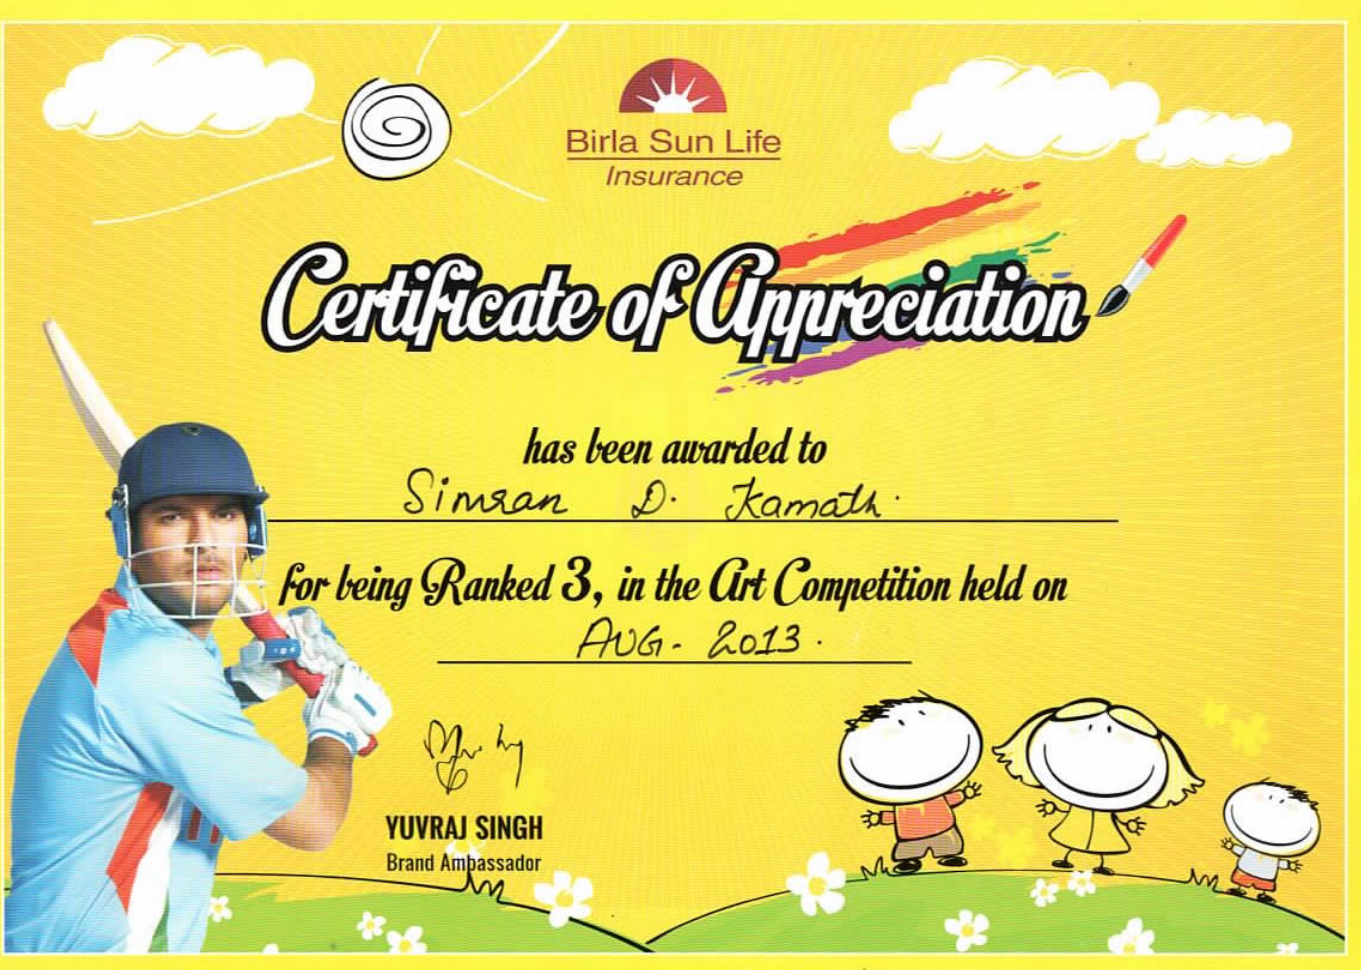 Birla Sun Life
Insurance
Certificate of Appreciation
has been awarded to
Simran D. Kamath.
for being Ranked 3, in the Art Competition held on
AUG- 2013.
YUVRAJ SINGH
Brand Ambassador